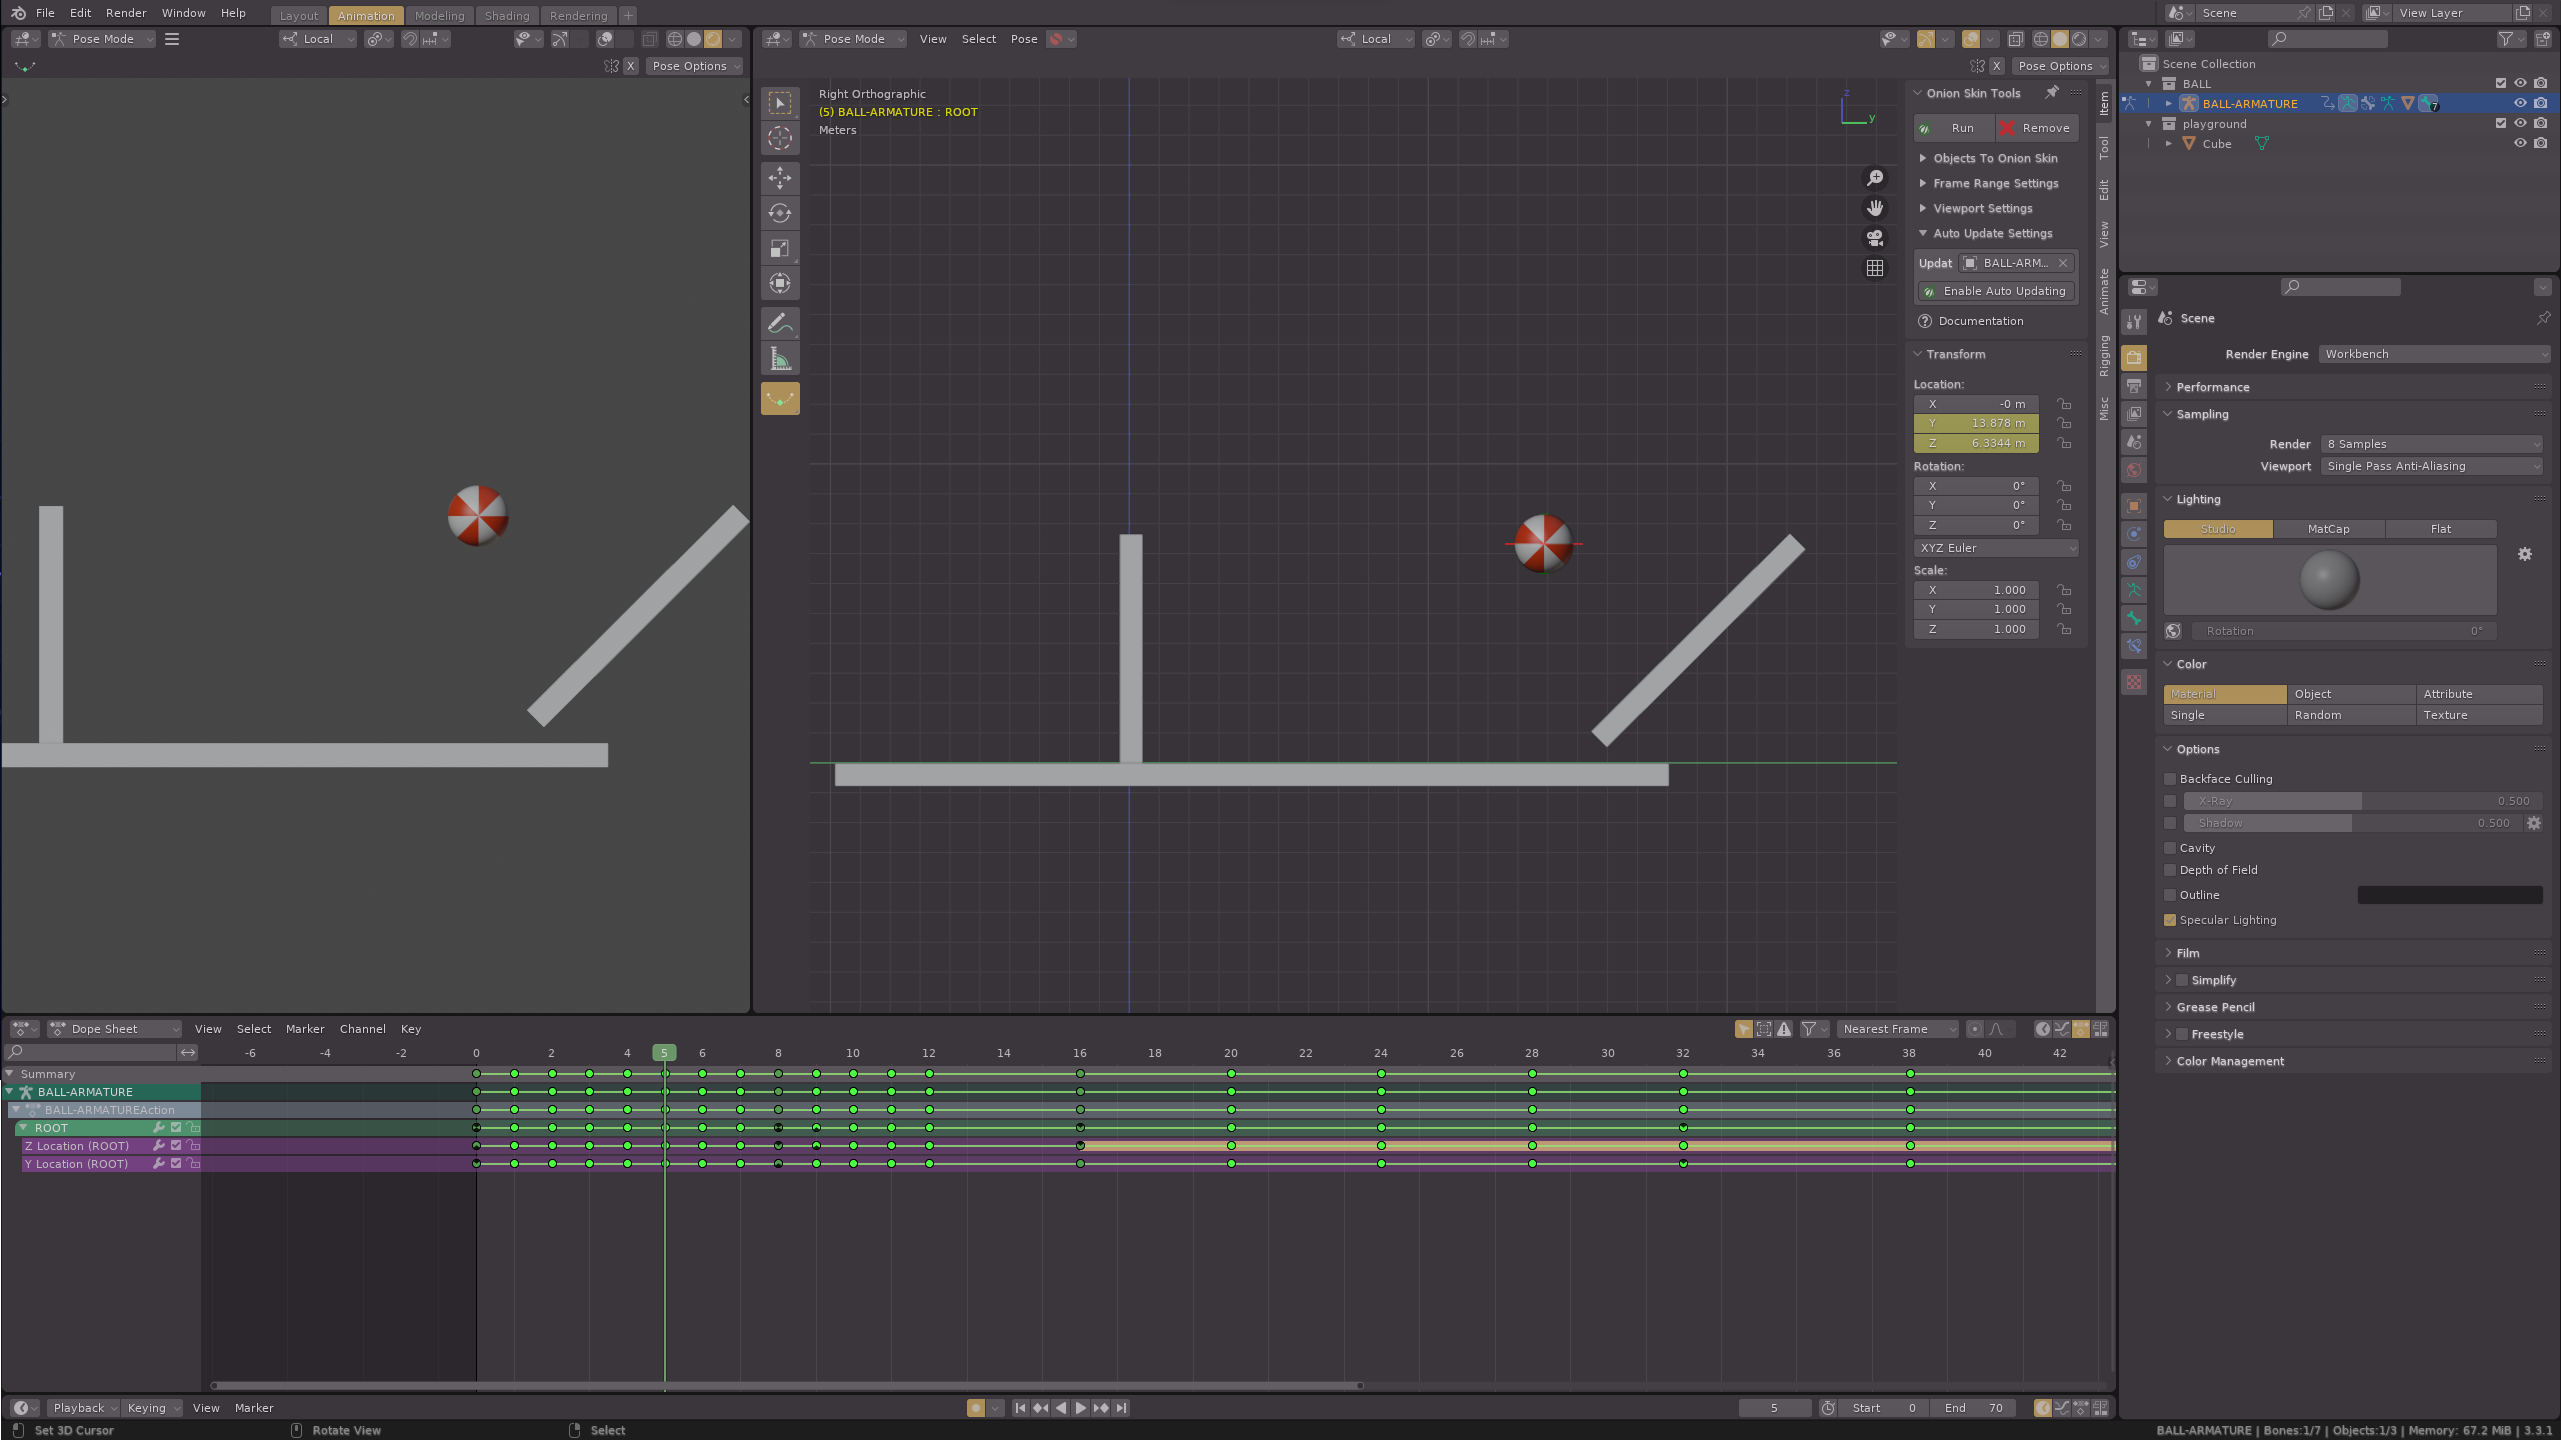 File Edit Render Window Help Layout Animation Modeling Shading Rendering + Scene View Layer
Pose Mode Local
X Pose Options
Pose Mode View Select Pose Local
X Pose Options
Right Orthographic
(5) BALL-ARMATURE : ROOT
Meters
z
y
Onion Skin Tools
Run Remove
Objects To Onion Skin
Frame Range Settings
Viewport Settings
Auto Update Settings
Updat BALL-ARM...
Enable Auto Updating
Documentation
Transform
Location:
X -0 m
Y 13.878 m
Z 6.3344 m
Rotation:
X 0°
Y 0°
Z 0°
XYZ Euler
Scale:
X 1.000
Y 1.000
Z 1.000
Item
Tool
Edit
View
Animate
Rigging
Misc
Scene Collection
BALL
BALL-ARMATURE 7
playground
Cube
Scene
Render Engine Workbench
Performance
Sampling
Render 8 Samples
Viewport Single Pass Anti-Aliasing
Lighting
Studio MatCap Flat
Rotation 0°
Color
Material Object Attribute
Single Random Texture
Options
Backface Culling
X-Ray 0.500
Shadow 0.500
Cavity
Depth of Field
Outline
Specular Lighting
Film
Simplify
Grease Pencil
Freestyle
Color Management
Dope Sheet View Select Marker Channel Key Nearest Frame
-6 -4 -2 0 2 4 5 6 8 10 12 14 16 18 20 22 24 26 28 30 32 34 36 38 40 42
Summary
BALL-ARMATURE
BALL-ARMATUREAction
ROOT
Z Location (ROOT)
Y Location (ROOT)
Playback Keying View Marker 5 Start 0 End 70
Set 3D Cursor Rotate View Select BALL-ARMATURE | Bones:1/7 | Objects:1/3 | Memory: 67.2 MiB | 3.3.1